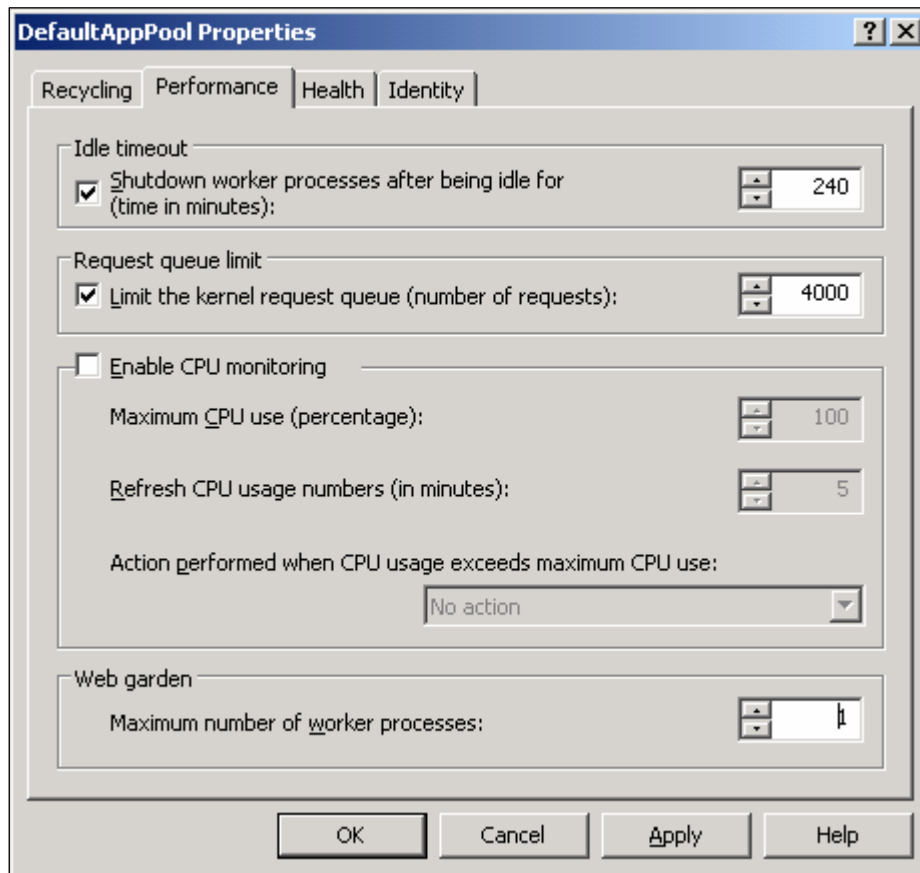 DefaultAppPool Properties
Recycling Performance Health Identity
Idle timeout
Shutdown worker processes after being idle for
(time in minutes):
240
Request queue limit
Limit the kernel request queue (number of requests):
4000
Enable CPU monitoring
Maximum CPU use (percentage):
100
Refresh CPU usage numbers (in minutes):
5
Action performed when CPU usage exceeds maximum CPU use:
No action
Web garden
Maximum number of worker processes:
1
OK Cancel Apply Help